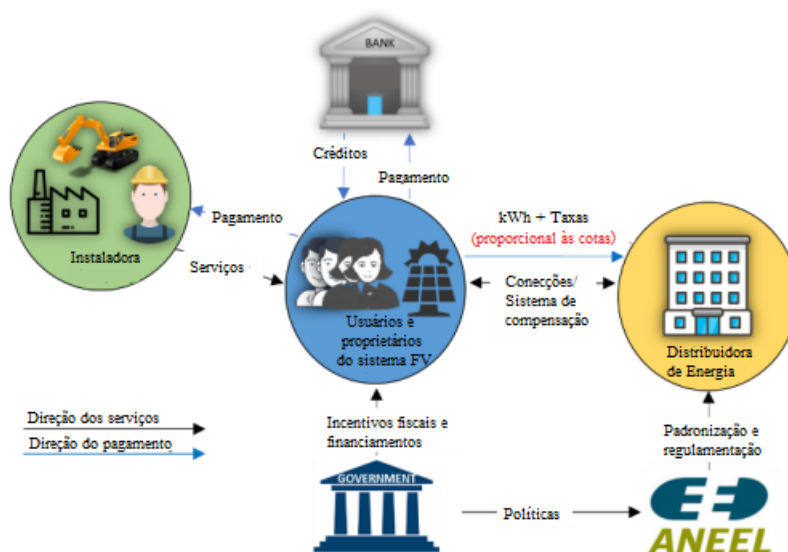 BANK
Créditos
Pagamento
Pagamento
Instaladora
Serviços
kWh + Taxas
(proporcional às cotas)
Conecções/
Sistema de
compensação
Usuários e
proprietários
do sistema FV
Distribuidora
de Energia
Direção dos serviços
Direção do pagamento
Incentivos fiscais e
financiamentos
Padronização e
regulamentação
GOVERNMENT
Políticas
ANEEL